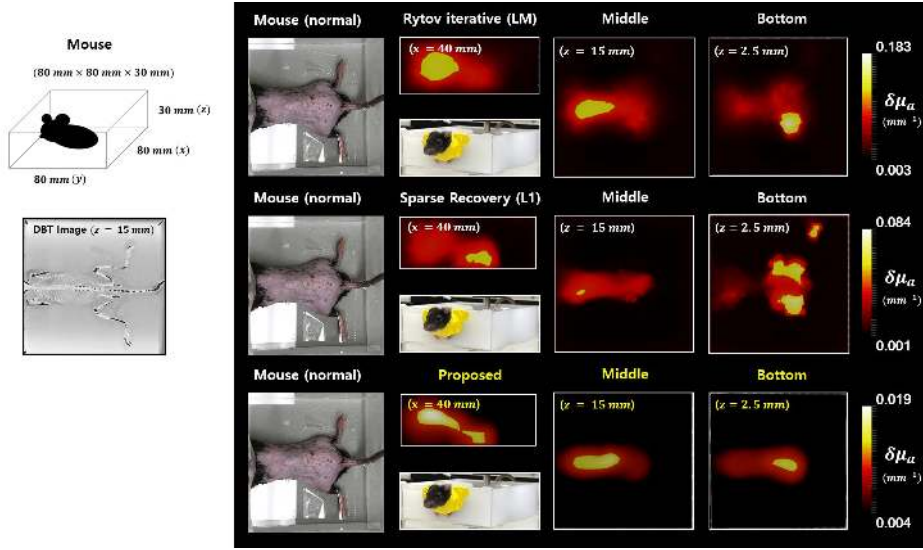 Mouse
(80 mm × 80 mm × 30 mm)
30 mm (z)
80 mm (x)
80 mm (y)
DBT Image (z = 15 mm)
Mouse (normal)
Rytov iterative (LM)
Middle
Bottom
(x = 40 mm)
(z = 15 mm)
(z = 2.5 mm)
0.183
δμa
(mm⁻¹)
0.003
Mouse (normal)
Sparse Recovery (L1)
Middle
Bottom
(x = 40 mm)
(z = 15 mm)
(z = 2.5 mm)
0.084
δμa
(mm⁻¹)
0.001
Mouse (normal)
Proposed
Middle
Bottom
(x = 40 mm)
(z = 15 mm)
(z = 2.5 mm)
0.019
δμa
(mm⁻¹)
0.004